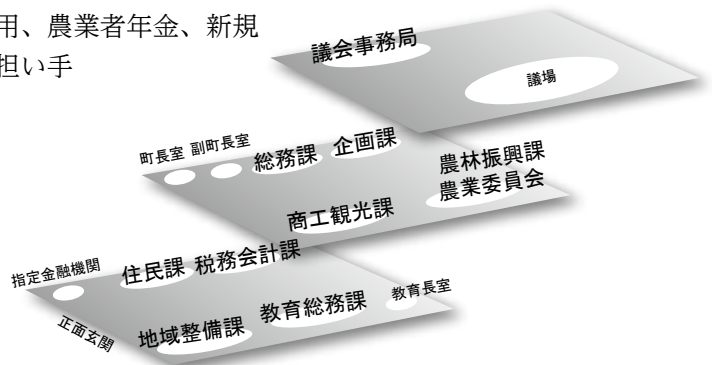 用、農業者年金、新規
担い手
議会事務局
議場
町長室 副町長室 総務課 企画課
農林振興課
農業委員会
商工観光課
指定金融機関 住民課 税務会計課
正面玄関 地域整備課 教育総務課 教育長室